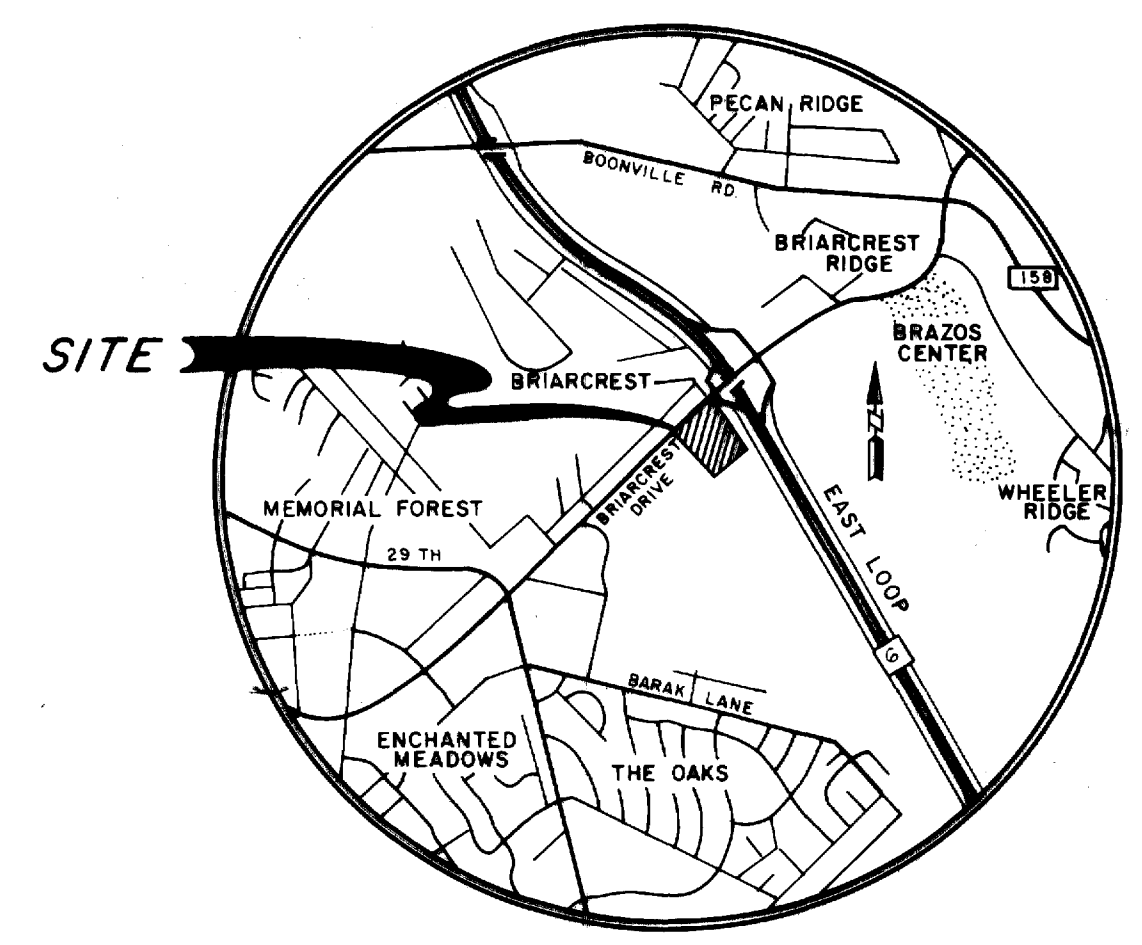 PECAN RIDGE
BOONVILLE RD.
BRIARCREST
RIDGE
158
SITE
BRAZOS
CENTER
BRIARCREST
N
BRIARCREST
DRIVE
WHEELER
RIDGE
MEMORIAL FOREST
EAST LOOP
29 TH
6
BARAK LANE
ENCHANTED
MEADOWS
THE OAKS